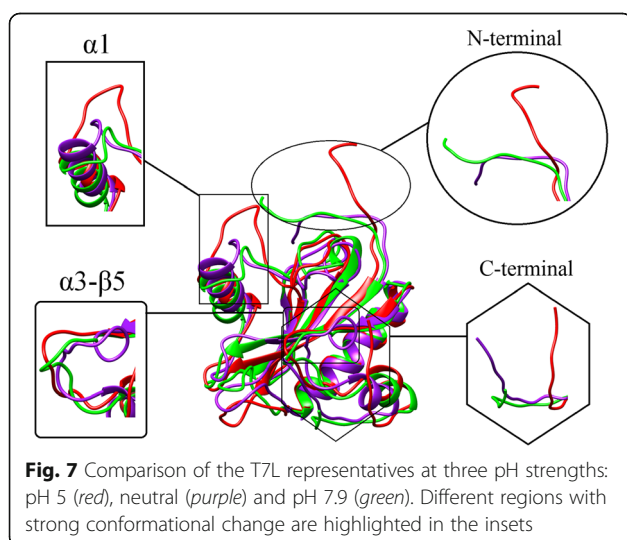 α1
N-terminal
α3-β5
C-terminal
Fig. 7 Comparison of the T7L representatives at three pH strengths:
pH 5 (red), neutral (purple) and pH 7.9 (green). Different regions with
strong conformational change are highlighted in the insets